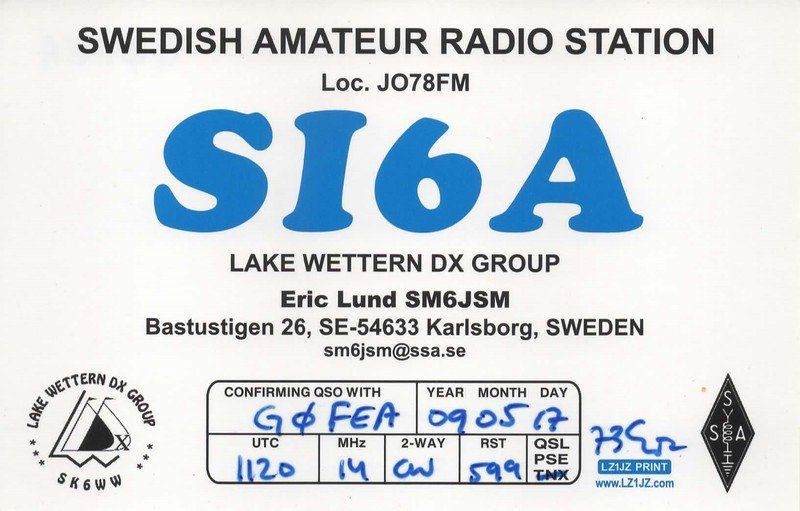 SWEDISH AMATEUR RADIO STATION
Loc. JO78FM
SI6A
LAKE WETTERN DX GROUP
Eric Lund SM6JSM
Bastustigen 26, SE-54633 Karlsborg, SWEDEN
sm6jsm@ssa.se
LAKE WETTERN DX GROUP
DX
SK6WW
CONFIRMING QSO WITH YEAR MONTH DAY
GØFEA 09 05 17
UTC MHz 2-WAY RST QSL
PSE
TNX
1120 14 CW 599
73
LZ1JZ PRINT
www.LZ1JZ.com
S
S A